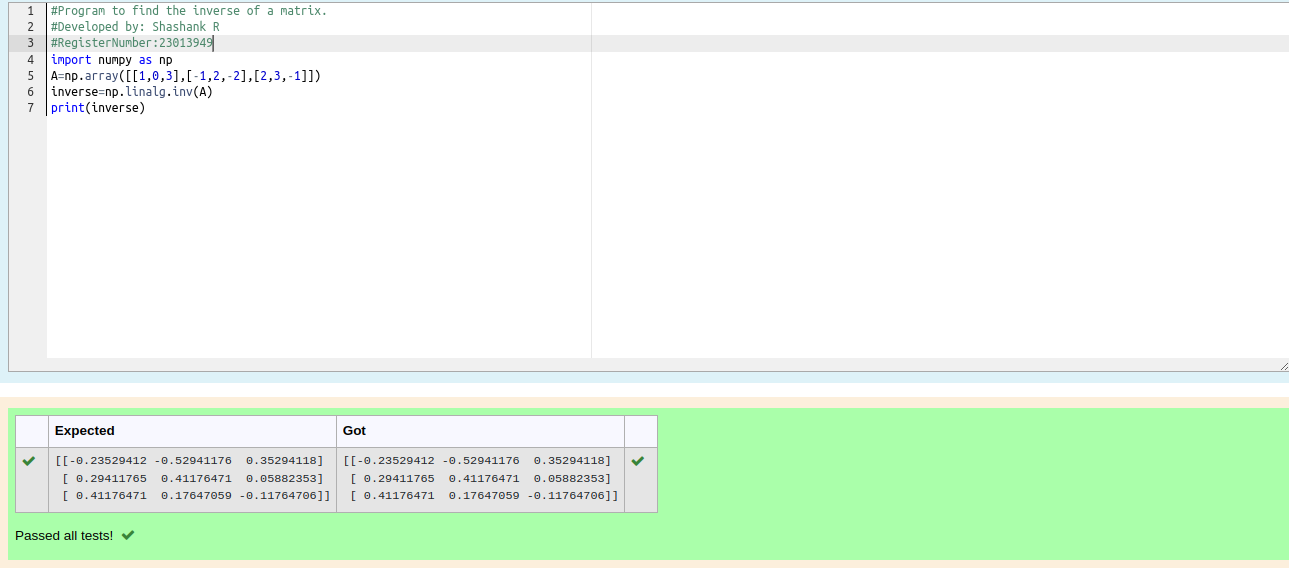 1 #Program to find the inverse of a matrix.
2 #Developed by: Shashank R
3 #RegisterNumber:23013949
4 import numpy as np
5 A=np.array([[1,0,3],[-1,2,-2],[2,3,-1]])
6 inverse=np.linalg.inv(A)
7 print(inverse)
Expected Got
[[-0.23529412 -0.52941176  0.35294118] [[-0.23529412 -0.52941176  0.35294118]
[ 0.29411765  0.41176471  0.05882353] [ 0.29411765  0.41176471  0.05882353]
[ 0.41176471  0.17647059 -0.11764706]] [ 0.41176471  0.17647059 -0.11764706]]
Passed all tests!